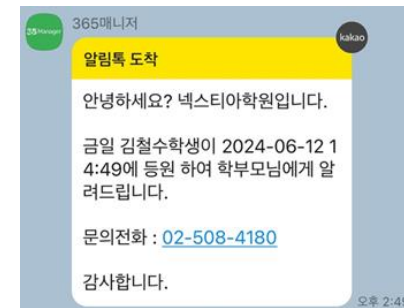 365매니저
kakao
알림톡 도착
안녕하세요? 넥스티아학원입니다.
금일 김철수학생이 2024-06-12 1
4:49에 등원 하여 학부모님에게 알
려드립니다.
문의전화 : 02-508-4180
감사합니다.
오후 2:49